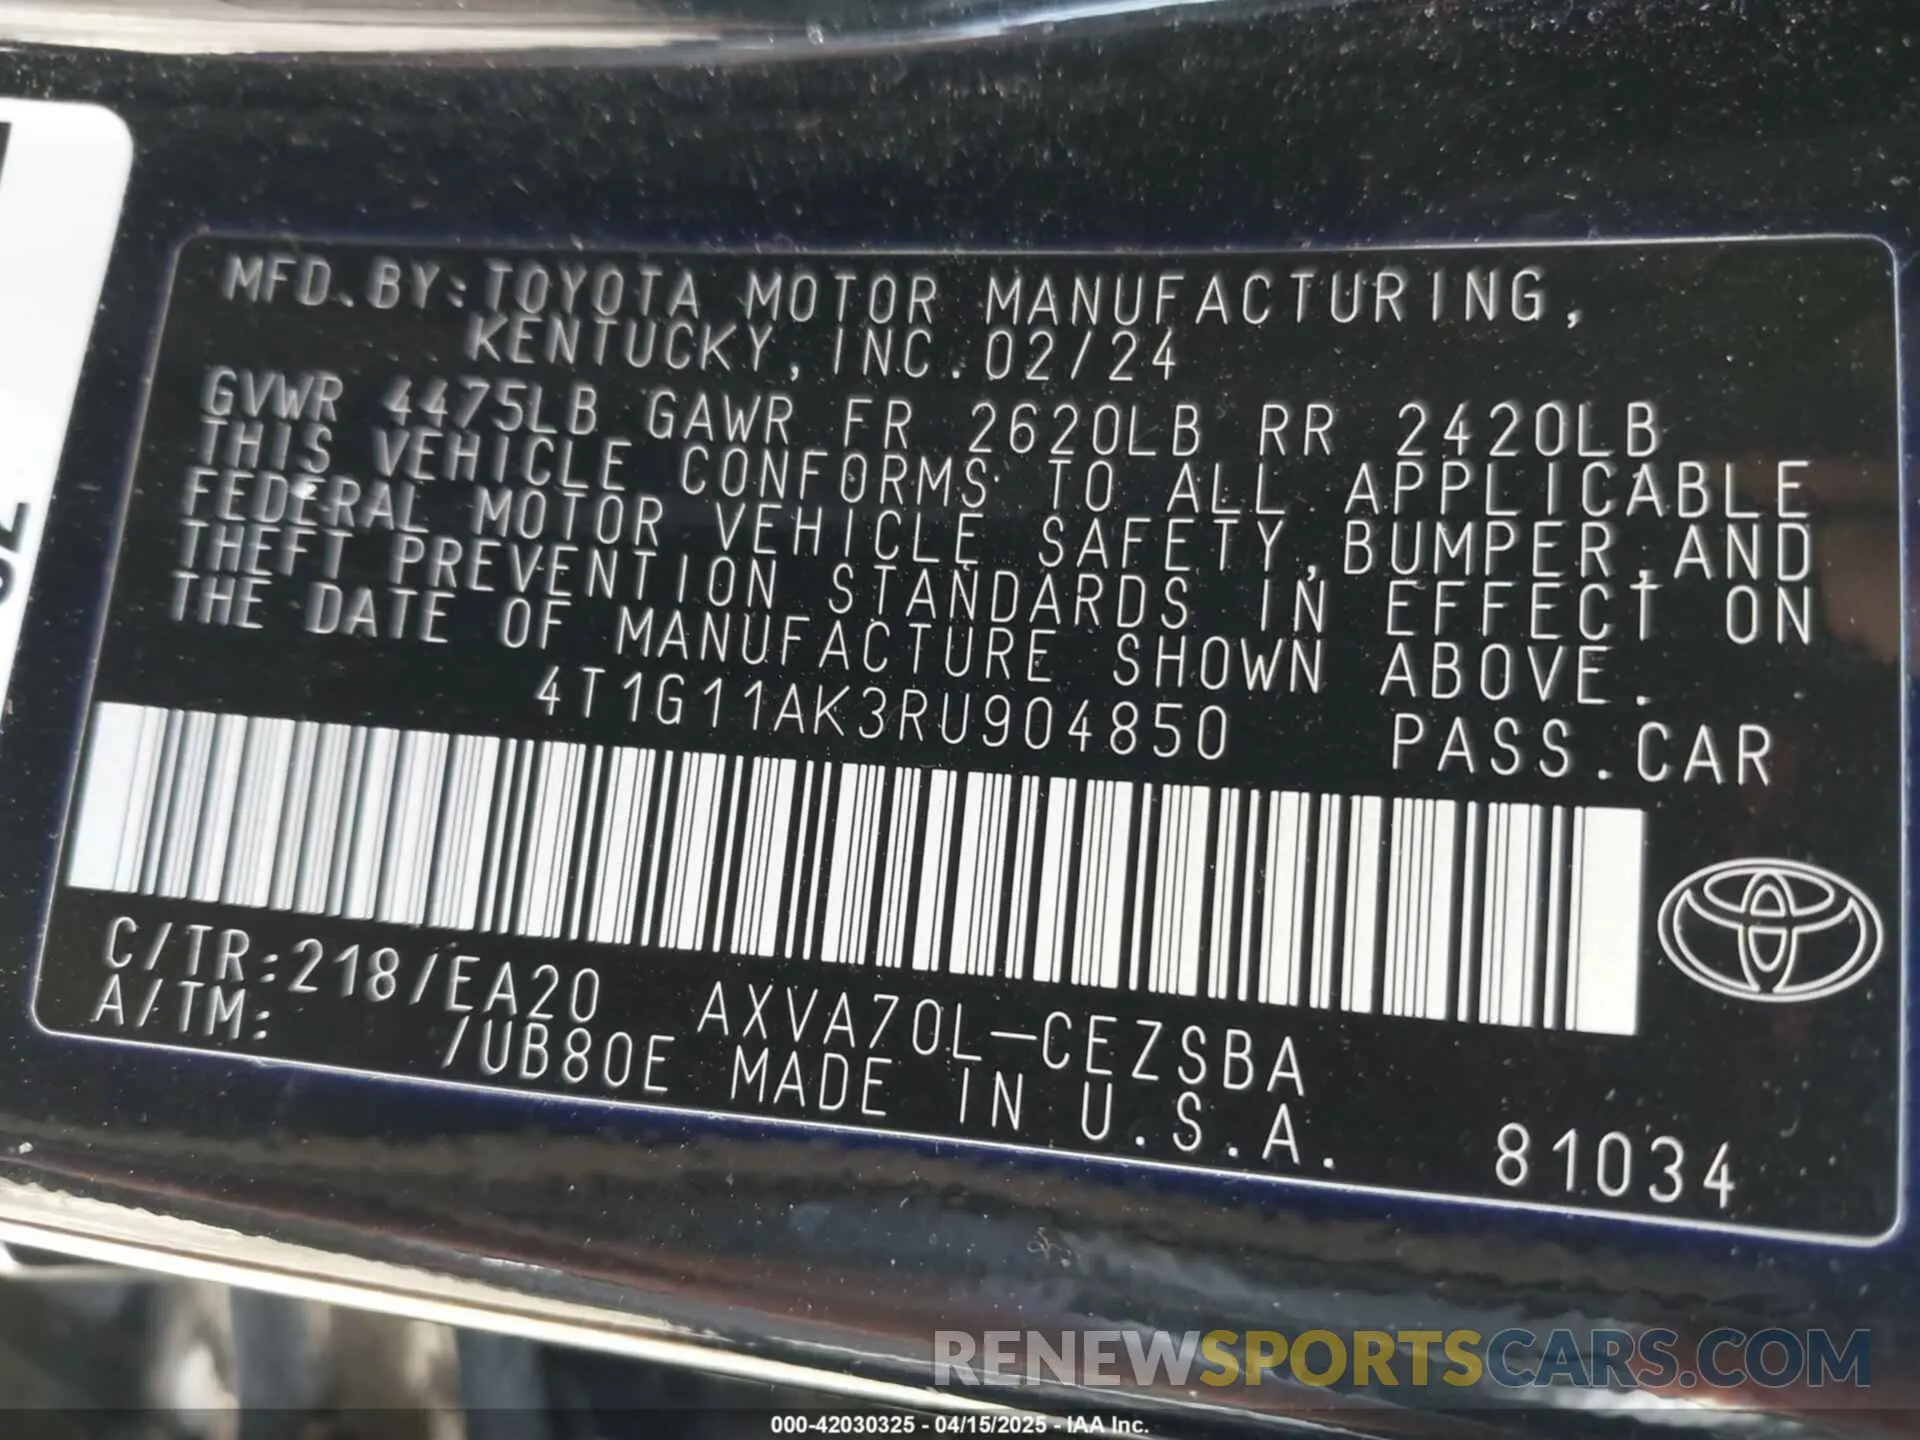 MFD.BY:TOYOTA MOTOR MANUFACTURING,
KENTUCKY,INC.02/24
GVWR 4475LB GAWR FR 2620LB RR 2420LB
THIS VEHICLE CONFORMS TO ALL APPLICABLE
FEDERAL MOTOR VEHICLE SAFETY,BUMPER,AND
THEFT PREVENTION STANDARDS IN EFFECT ON
THE DATE OF MANUFACTURE SHOWN ABOVE.
4T1G11AK3RU904850 PASS.CAR
C/TR:218/EA20 AXVA70L-CEZSBA
A/TM: /UB80E MADE IN U.S.A.
81034
RENEWSPORTSCARS.COM
000-42030325 - 04/15/2025 - IAA Inc.